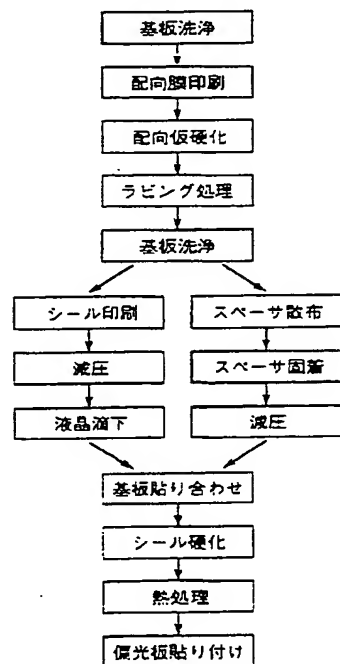 基板洗浄
配向膜印刷
配向仮硬化
ラビング処理
基板洗浄
シール印刷
減圧
液晶滴下
スペーサ散布
スペーサ固着
減圧
基板貼り合わせ
シール硬化
熱処理
偏光板貼り付け